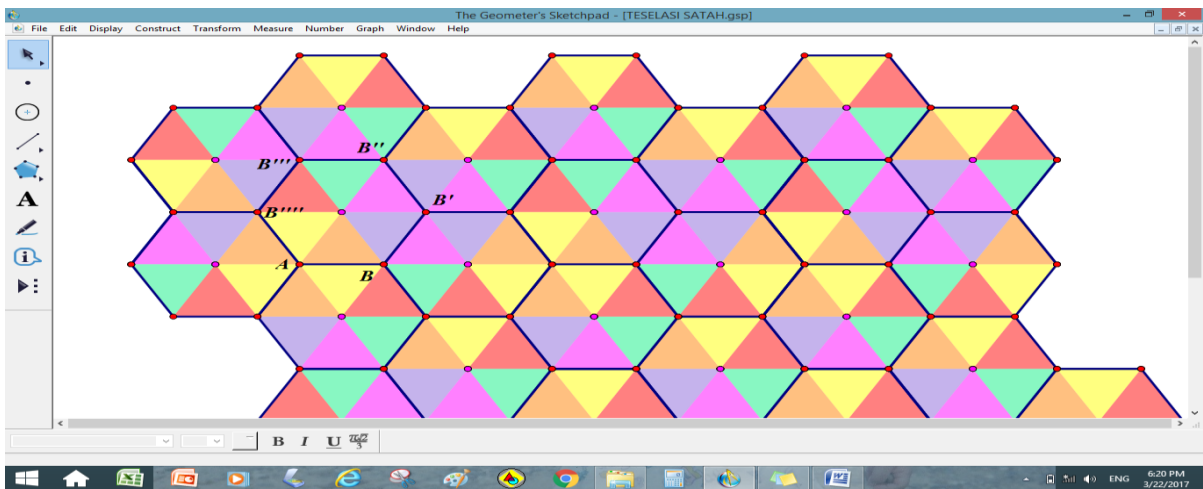 The Geometer's Sketchpad - [TESELASI SATAH.gsp]
File Edit Display Construct Transform Measure Number Graph Window Help
B''
B'''
B'
B''''
A
B
A
B I U
ENG
6:20 PM
3/22/2017